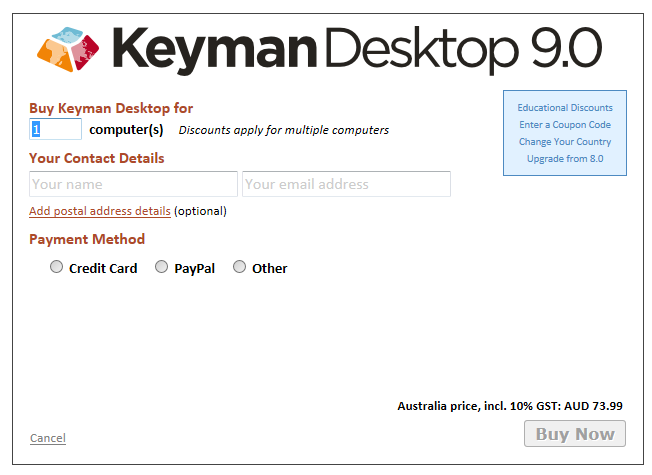 Keyman Desktop 9.0
Buy Keyman Desktop for
1 computer(s) Discounts apply for multiple computers
Educational Discounts
Enter a Coupon Code
Change Your Country
Upgrade from 8.0
Your Contact Details
Your name Your email address
Add postal address details (optional)
Payment Method
Credit Card PayPal Other
Australia price, incl. 10% GST: AUD 73.99
Cancel Buy Now